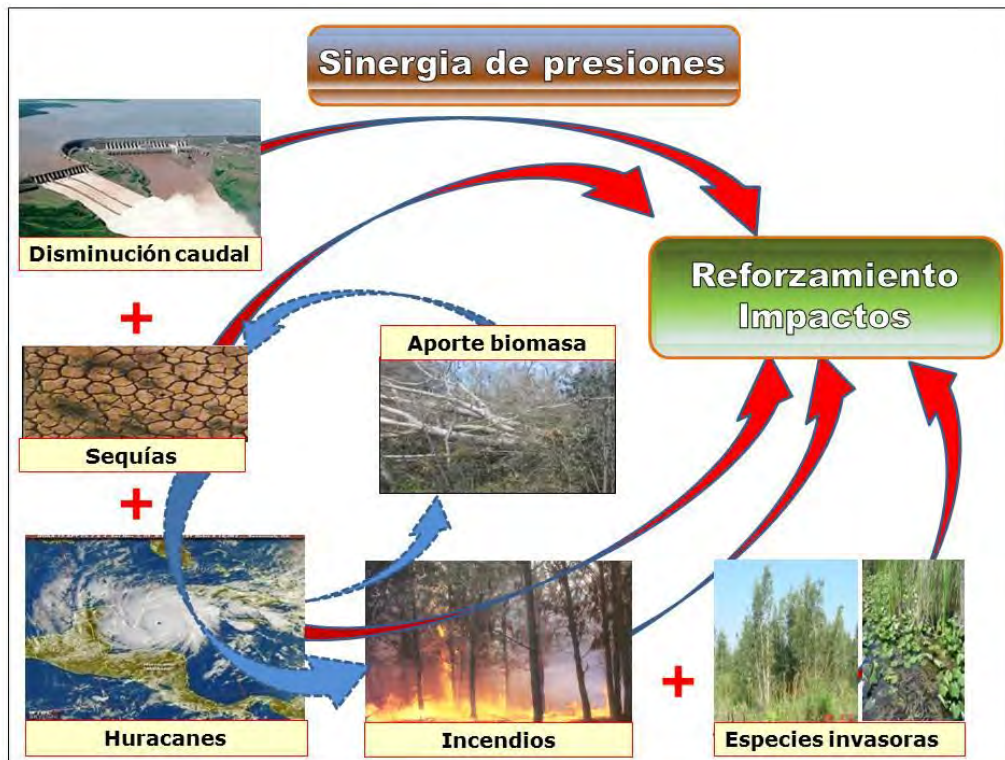 Sinergia de presiones
Disminución caudal
+
Reforzamiento
Impactos
Aporte biomasa
Sequías
+
Huracanes
Incendios
+
Especies invasoras